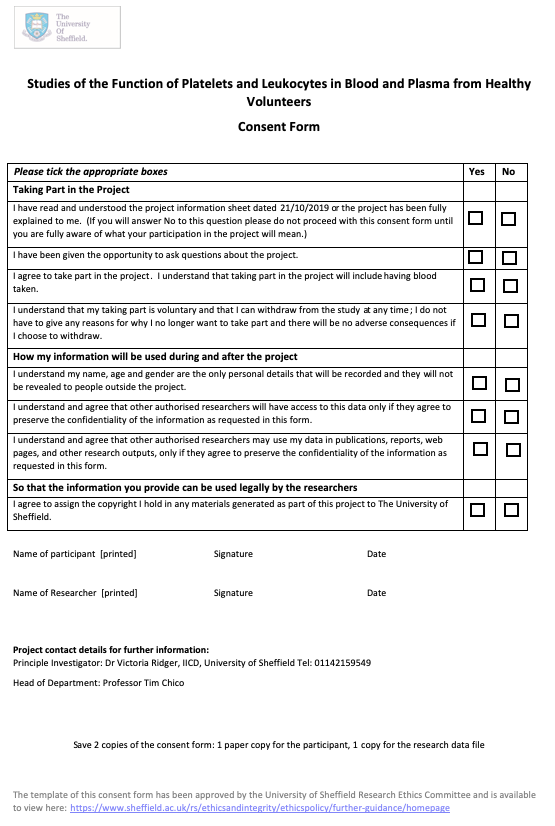 The
University
Of
Sheffield.
Studies of the Function of Platelets and Leukocytes in Blood and Plasma from Healthy
Volunteers
Consent Form
Please tick the appropriate boxes Yes No
Taking Part in the Project
I have read and understood the project information sheet dated 21/10/2019 or the project has been fully
explained to me. (If you will answer No to this question please do not proceed with this consent form until
you are fully aware of what your participation in the project will mean.)
I have been given the opportunity to ask questions about the project.
I agree to take part in the project. I understand that taking part in the project will include having blood
taken.
I understand that my taking part is voluntary and that I can withdraw from the study at any time; I do not
have to give any reasons for why I no longer want to take part and there will be no adverse consequences if
I choose to withdraw.
How my information will be used during and after the project
I understand my name, age and gender are the only personal details that will be recorded and they will not
be revealed to people outside the project.
I understand and agree that other authorised researchers will have access to this data only if they agree to
preserve the confidentiality of the information as requested in this form.
I understand and agree that other authorised researchers may use my data in publications, reports, web
pages, and other research outputs, only if they agree to preserve the confidentiality of the information as
requested in this form.
So that the information you provide can be used legally by the researchers
I agree to assign the copyright I hold in any materials generated as part of this project to The University of
Sheffield.
Name of participant [printed] Signature Date
Name of Researcher [printed] Signature Date
Project contact details for further information:
Principle Investigator: Dr Victoria Ridger, IICD, University of Sheffield Tel: 01142159549
Head of Department: Professor Tim Chico
Save 2 copies of the consent form: 1 paper copy for the participant, 1 copy for the research data file
The template of this consent form has been approved by the University of Sheffield Research Ethics Committee and is available
to view here: https://www.sheffield.ac.uk/rs/ethicsandintegrity/ethicspolicy/further-guidance/homepage